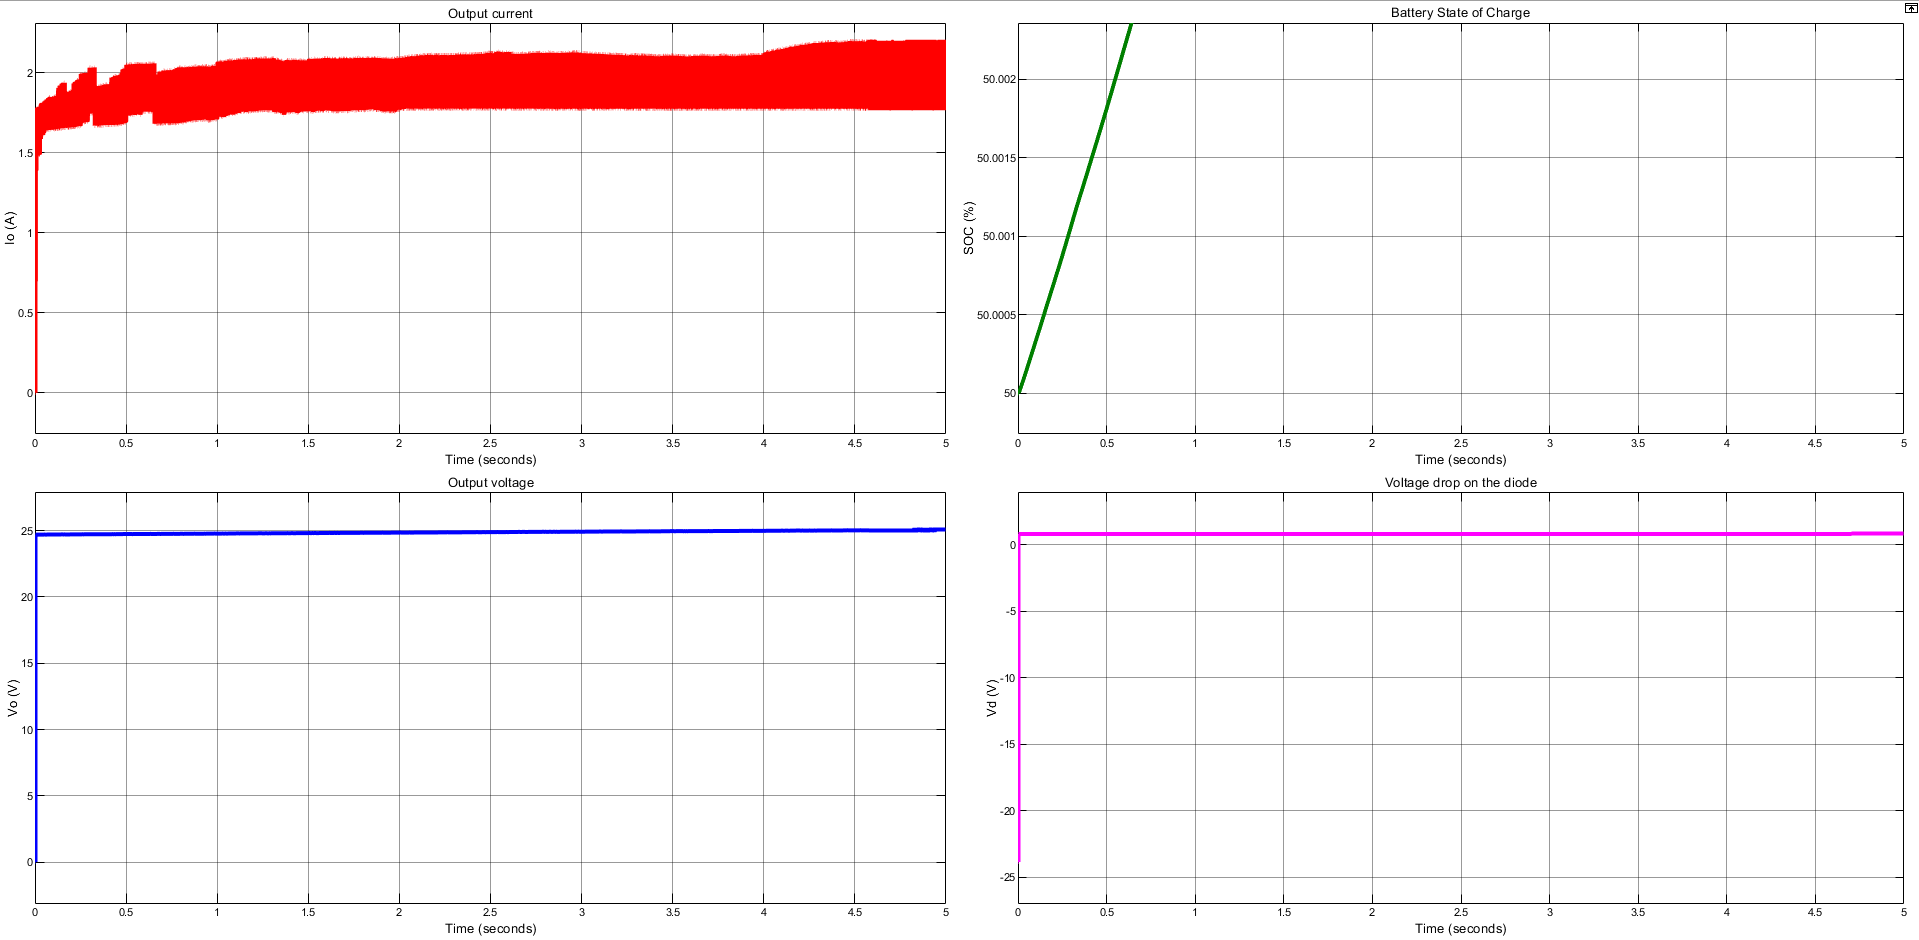 Output current
2
1.5
1
0.5
0
Io (A)
0 0.5 1 1.5 2 2.5 3 3.5 4 4.5 5
Time (seconds)
Battery State of Charge
50.002
50.0015
50.001
50.0005
50
SOC (%)
0 0.5 1 1.5 2 2.5 3 3.5 4 4.5 5
Time (seconds)
Output voltage
25
20
15
10
5
0
Vo (V)
0 0.5 1 1.5 2 2.5 3 3.5 4 4.5 5
Time (seconds)
Voltage drop on the diode
0
-5
-10
-15
-20
-25
Vd (V)
0 0.5 1 1.5 2 2.5 3 3.5 4 4.5 5
Time (seconds)